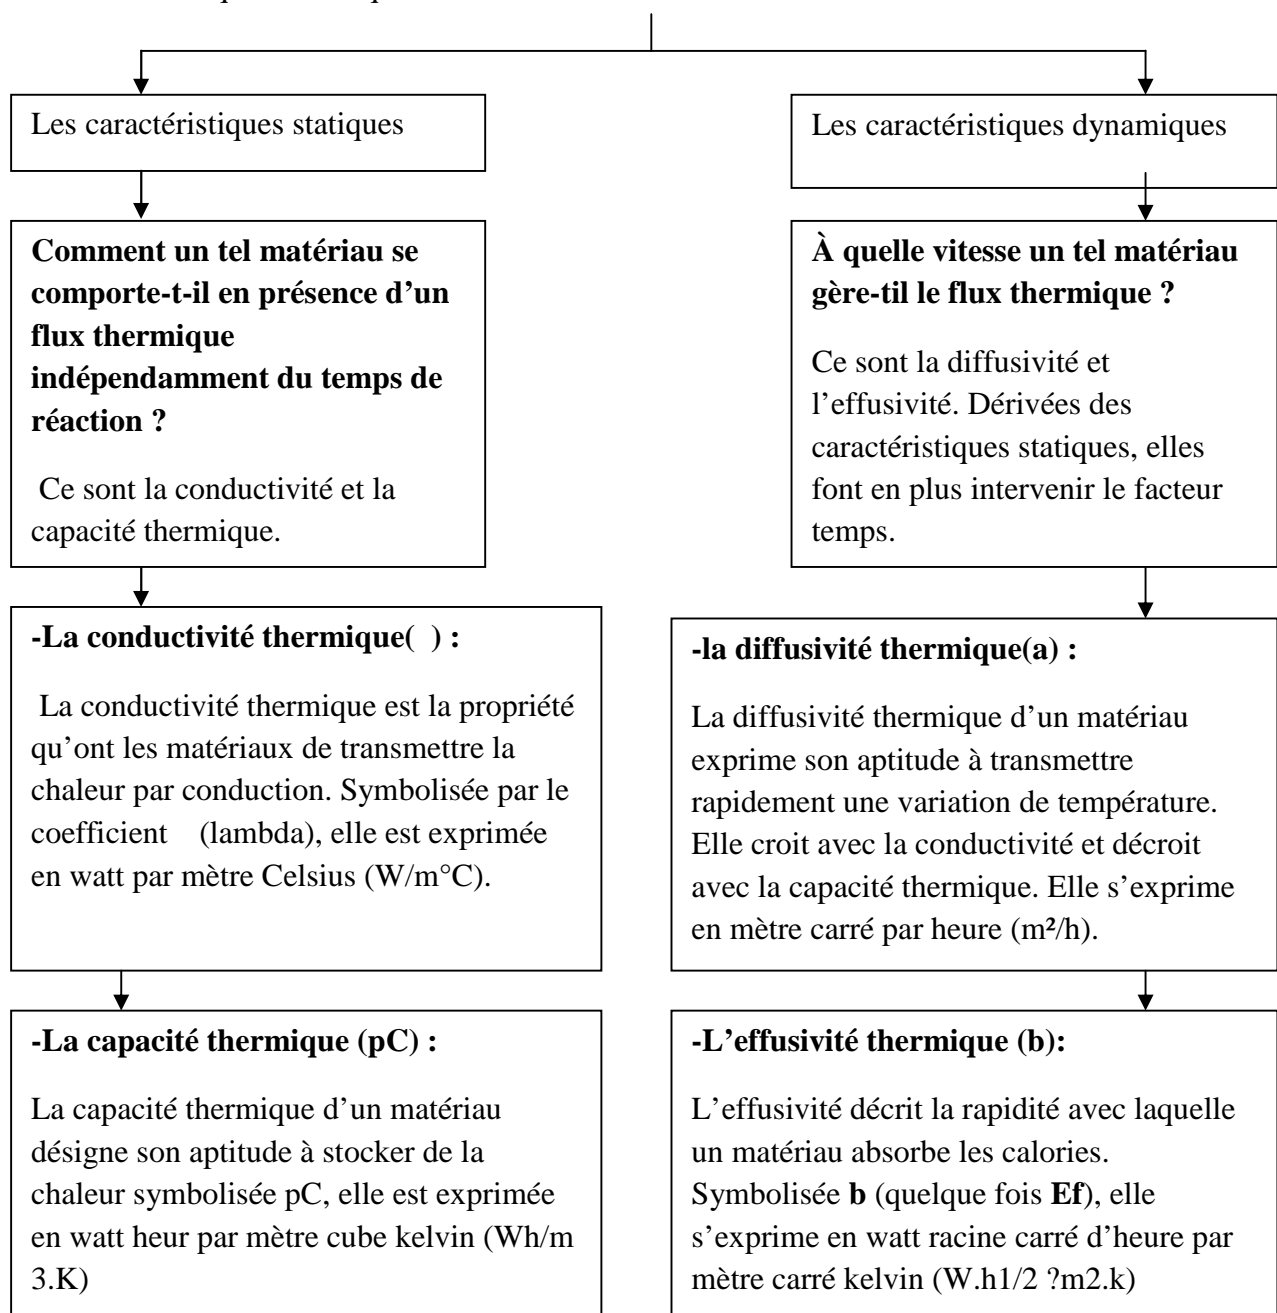 Les caractéristiques statiques
Comment un tel matériau se
comporte-t-il en présence d’un
flux thermique
indépendamment du temps de
réaction ?
Ce sont la conductivité et la
capacité thermique.
-La conductivité thermique( ) :
La conductivité thermique est la propriété
qu’ont les matériaux de transmettre la
chaleur par conduction. Symbolisée par le
coefficient (lambda), elle est exprimée
en watt par mètre Celsius (W/m°C).
-La capacité thermique (pC) :
La capacité thermique d’un matériau
désigne son aptitude à stocker de la
chaleur symbolisée pC, elle est exprimée
en watt heur par mètre cube kelvin (Wh/m
3.K)
Les caractéristiques dynamiques
À quelle vitesse un tel matériau
gère-til le flux thermique ?
Ce sont la diffusivité et
l’effusivité. Dérivées des
caractéristiques statiques, elles
font en plus intervenir le facteur
temps.
-la diffusivité thermique(a) :
La diffusivité thermique d’un matériau
exprime son aptitude à transmettre
rapidement une variation de température.
Elle croit avec la conductivité et décroit
avec la capacité thermique. Elle s’exprime
en mètre carré par heure (m²/h).
-L’effusivité thermique (b):
L’effusivité décrit la rapidité avec laquelle
un matériau absorbe les calories.
Symbolisée b (quelque fois Ef), elle
s’exprime en watt racine carré d’heure par
mètre carré kelvin (W.h1/2 ?m2.k)